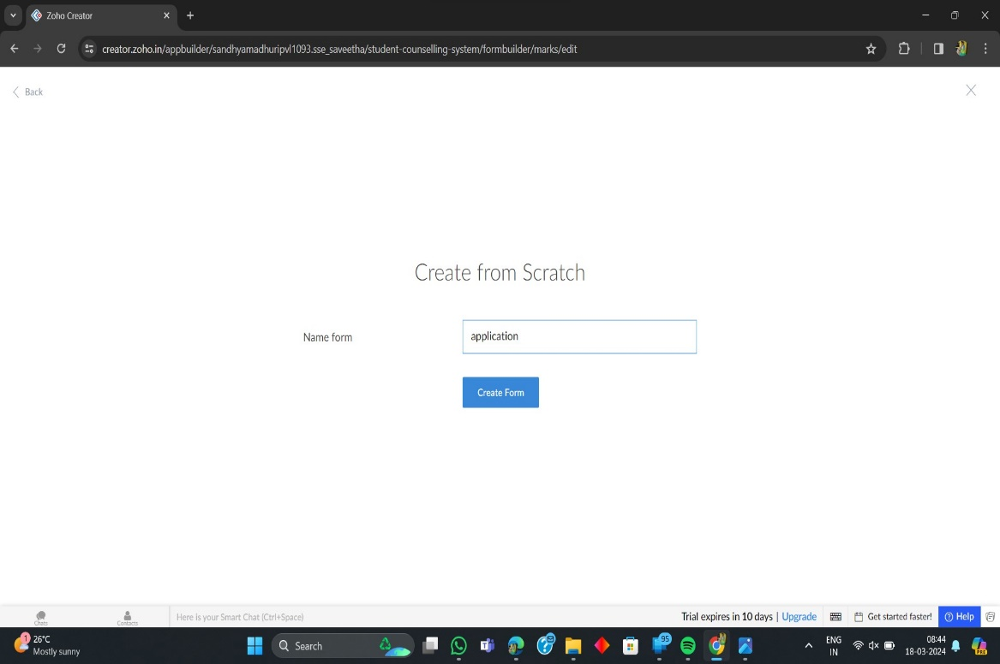 Zoho Creator
creator.zoho.in/appbuilder/sandhyamadhuripvl1093.sse_saveetha/student-counselling-system/formbuilder/marks/edit
Back
Create from Scratch
Name form
application
Create Form
Chats
Contacts
Here is your Smart Chat (Ctrl+Space)
Trial expires in 10 days | Upgrade
Get started faster!
Help
1
26°C
Mostly sunny
Search
95
ENG
IN
08:44
18-03-2024
PRE